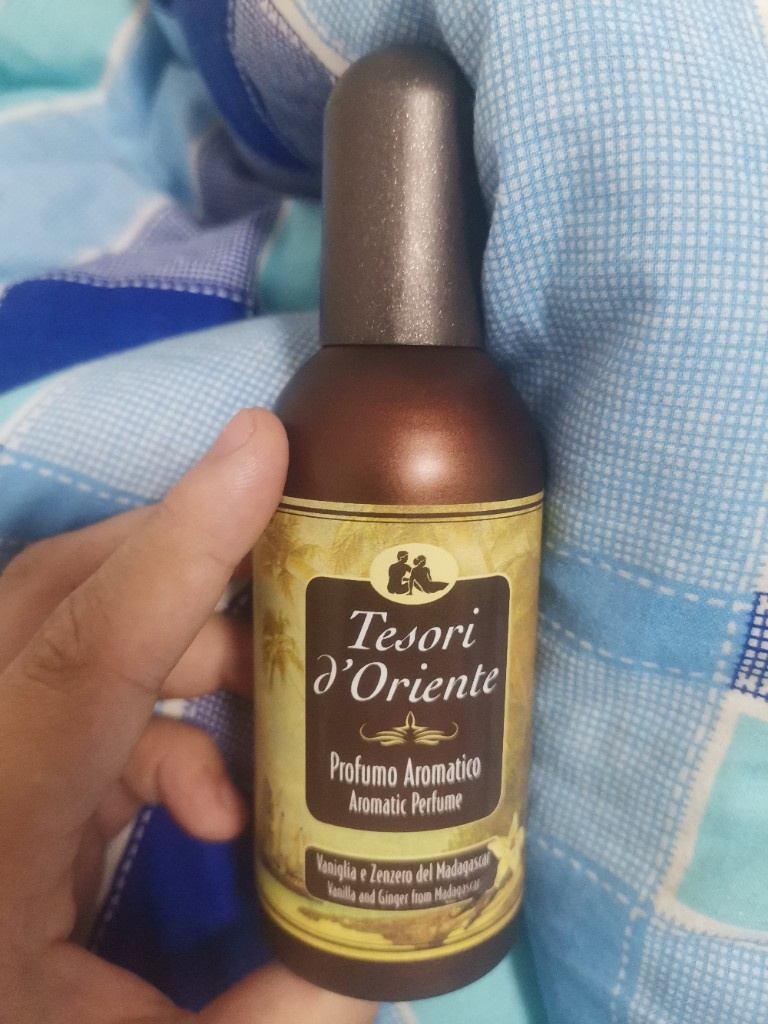 Tesori
d'Oriente
Profumo Aromatico
Aromatic Perfume
Vaniglia e Zenzero del Madagascar
Vanilla and Ginger from Madagascar